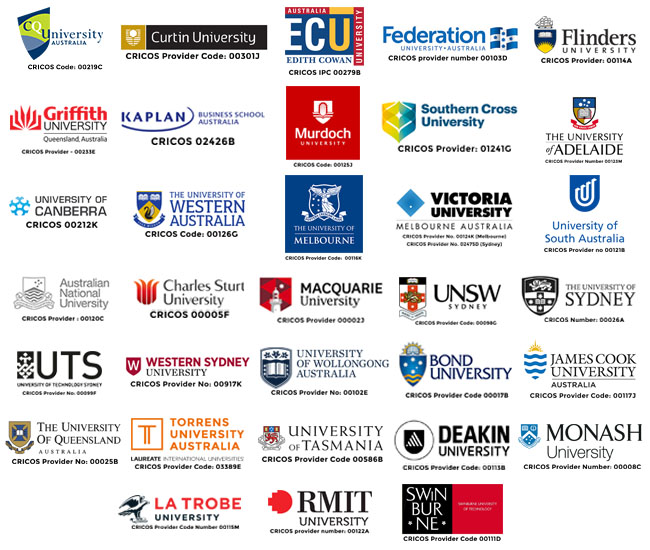 CQ University
AUSTRALIA
CRICOS Code: 00219C
Curtin University
CRICOS Provider Code: 00301J
AUSTRALIA
ECU
UNIVERSITY
EDITH COWAN
CRICOS IPC 00279B
Federation
UNIVERSITY • AUSTRALIA
CRICOS provider number 00103D
Flinders
UNIVERSITY
CRICOS Provider Code: 00114A
Griffith
UNIVERSITY
Queensland, Australia
CRICOS Provider - 00233E
KAPLAN
BUSINESS SCHOOL
AUSTRALIA
CRICOS 02426B
Murdoch
UNIVERSITY
CRICOS Code: 00125J
Southern Cross
University
CRICOS Provider: 01241G
THE UNIVERSITY
of ADELAIDE
CRICOS Provider Number 00123M
UNIVERSITY OF
CANBERRA
CRICOS 00212K
THE UNIVERSITY OF
WESTERN
AUSTRALIA
CRICOS Code: 00126G
THE UNIVERSITY OF
MELBOURNE
CRICOS Provider Code: 00116K
VICTORIA
UNIVERSITY
MELBOURNE AUSTRALIA
CRICOS Provider No. 00124K (Melbourne)
CRICOS Provider No. 02475D (Sydney)
University of
South Australia
CRICOS Provider no 00121B
Australian
National
University
CRICOS Provider : 00120C
Charles Sturt
University
CRICOS 00005F
MACQUARIE
University
CRICOS Provider 00002J
UNSW
SYDNEY
CRICOS Provider Code: 00098G
THE UNIVERSITY OF
SYDNEY
CRICOS Number: 00026A
UTS
UNIVERSITY OF TECHNOLOGY SYDNEY
CRICOS Provider No: 00099F
W
WESTERN SYDNEY
UNIVERSITY
CRICOS Provider No: 00917K
UNIVERSITY
OF WOLLONGONG
AUSTRALIA
CRICOS Provider No: 00102E
BOND
UNIVERSITY
CRICOS Provider Code 00017B
JAMES COOK
UNIVERSITY
AUSTRALIA
CRICOS Provider Code: 00117J
THE UNIVERSITY
OF QUEENSLAND
AUSTRALIA
CRICOS Provider No: 00025B
TORRENS
UNIVERSITY
AUSTRALIA
LAUREATE INTERNATIONAL UNIVERSITIES
CRICOS Provider Code: 03389E
UNIVERSITY
OF TASMANIA
CRICOS Provider Code 00586B
DEAKIN
UNIVERSITY
CRICOS Provider Code: 00113B
MONASH
University
CRICOS Provider Number: 00008C
LA TROBE
UNIVERSITY
CRICOS Provider Code Number 00115M
RMIT
UNIVERSITY
CRICOS provider number: 00122A
SWIN
BUR
NE
SWINBURNE UNIVERSITY
OF TECHNOLOGY
CRICOS Provider Code 00111D